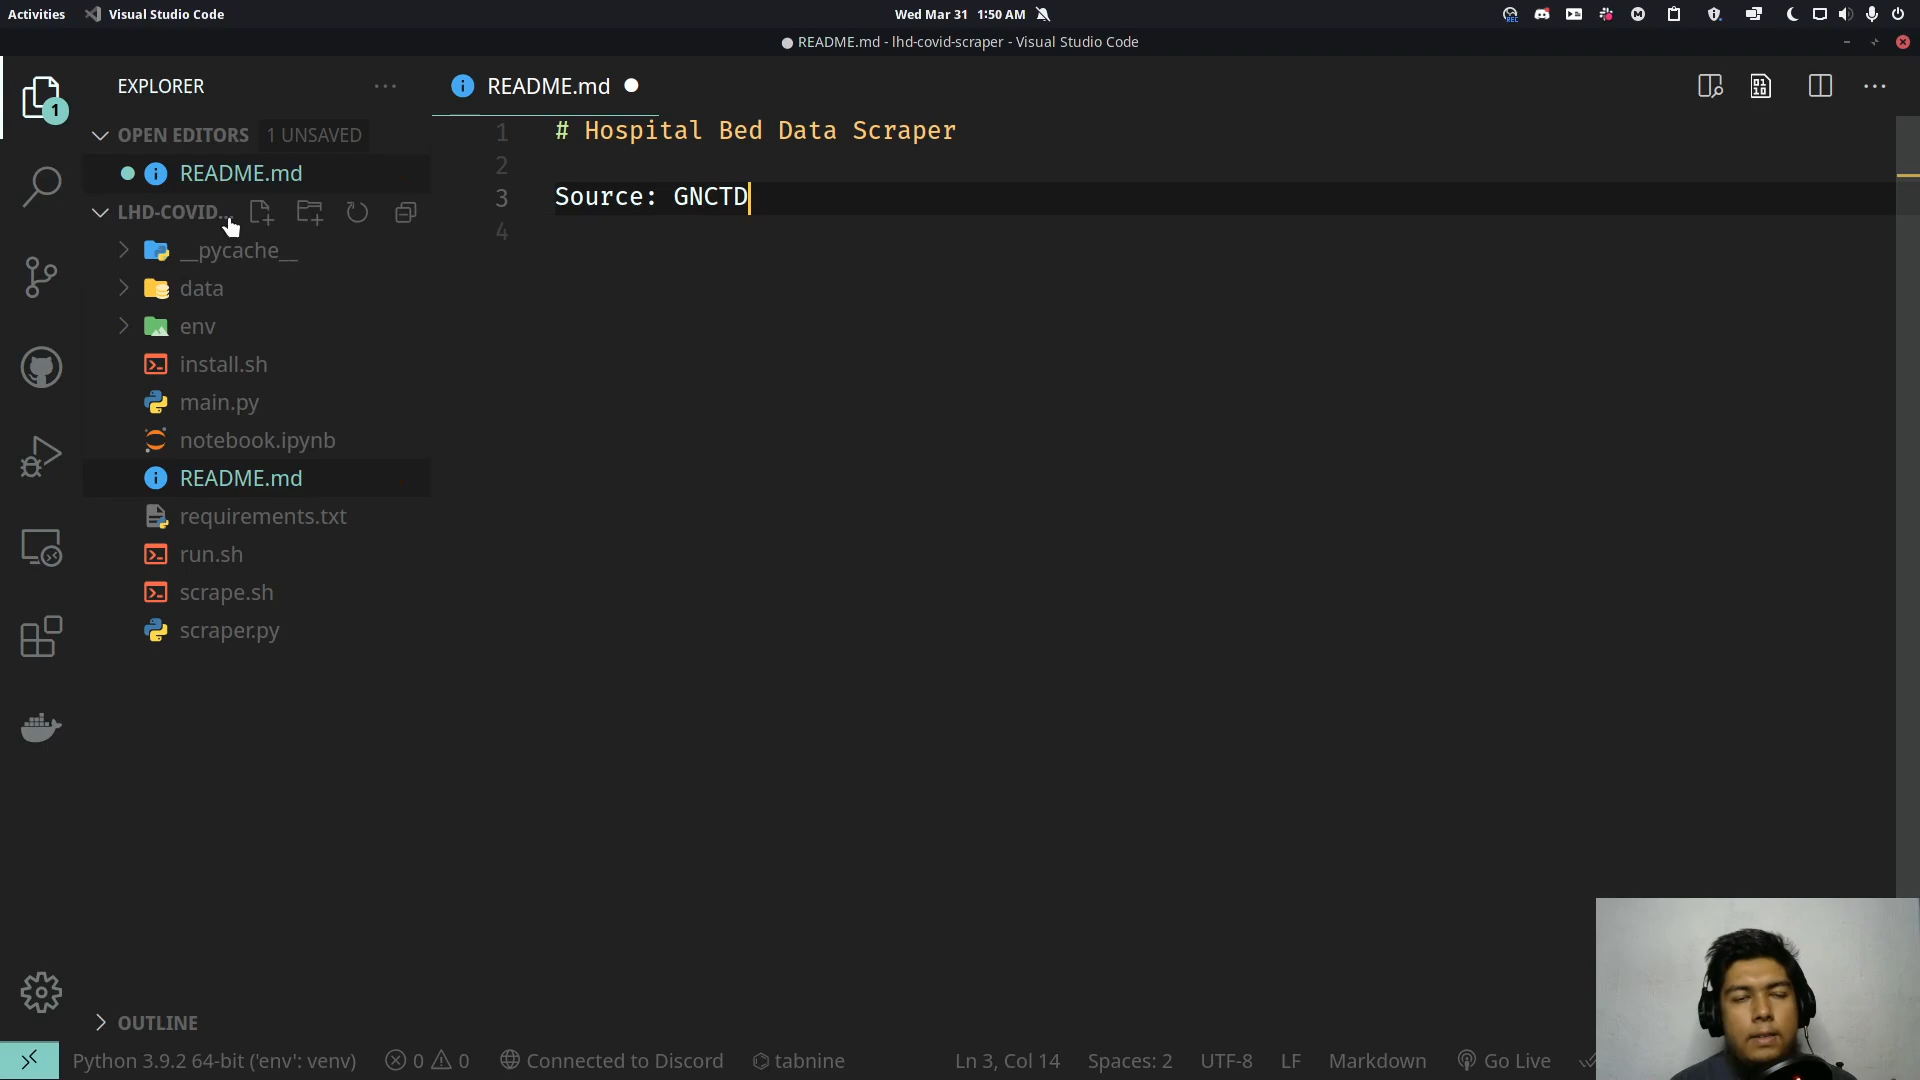 Activities Visual Studio Code Wed Mar 31 1:50 AM REC
README.md - lhd-covid-scraper - Visual Studio Code
EXPLORER
1
OPEN EDITORS 1 UNSAVED
README.md
LHD-COVID...
__pycache__
data
env
install.sh
main.py
notebook.ipynb
README.md
requirements.txt
run.sh
scrape.sh
scraper.py
OUTLINE
README.md
1 # Hospital Bed Data Scraper
2
3 Source: GNCTD
4
Python 3.9.2 64-bit ('env': venv) 0 0 Connected to Discord tabnine Ln 3, Col 14 Spaces: 2 UTF-8 LF Markdown Go Live